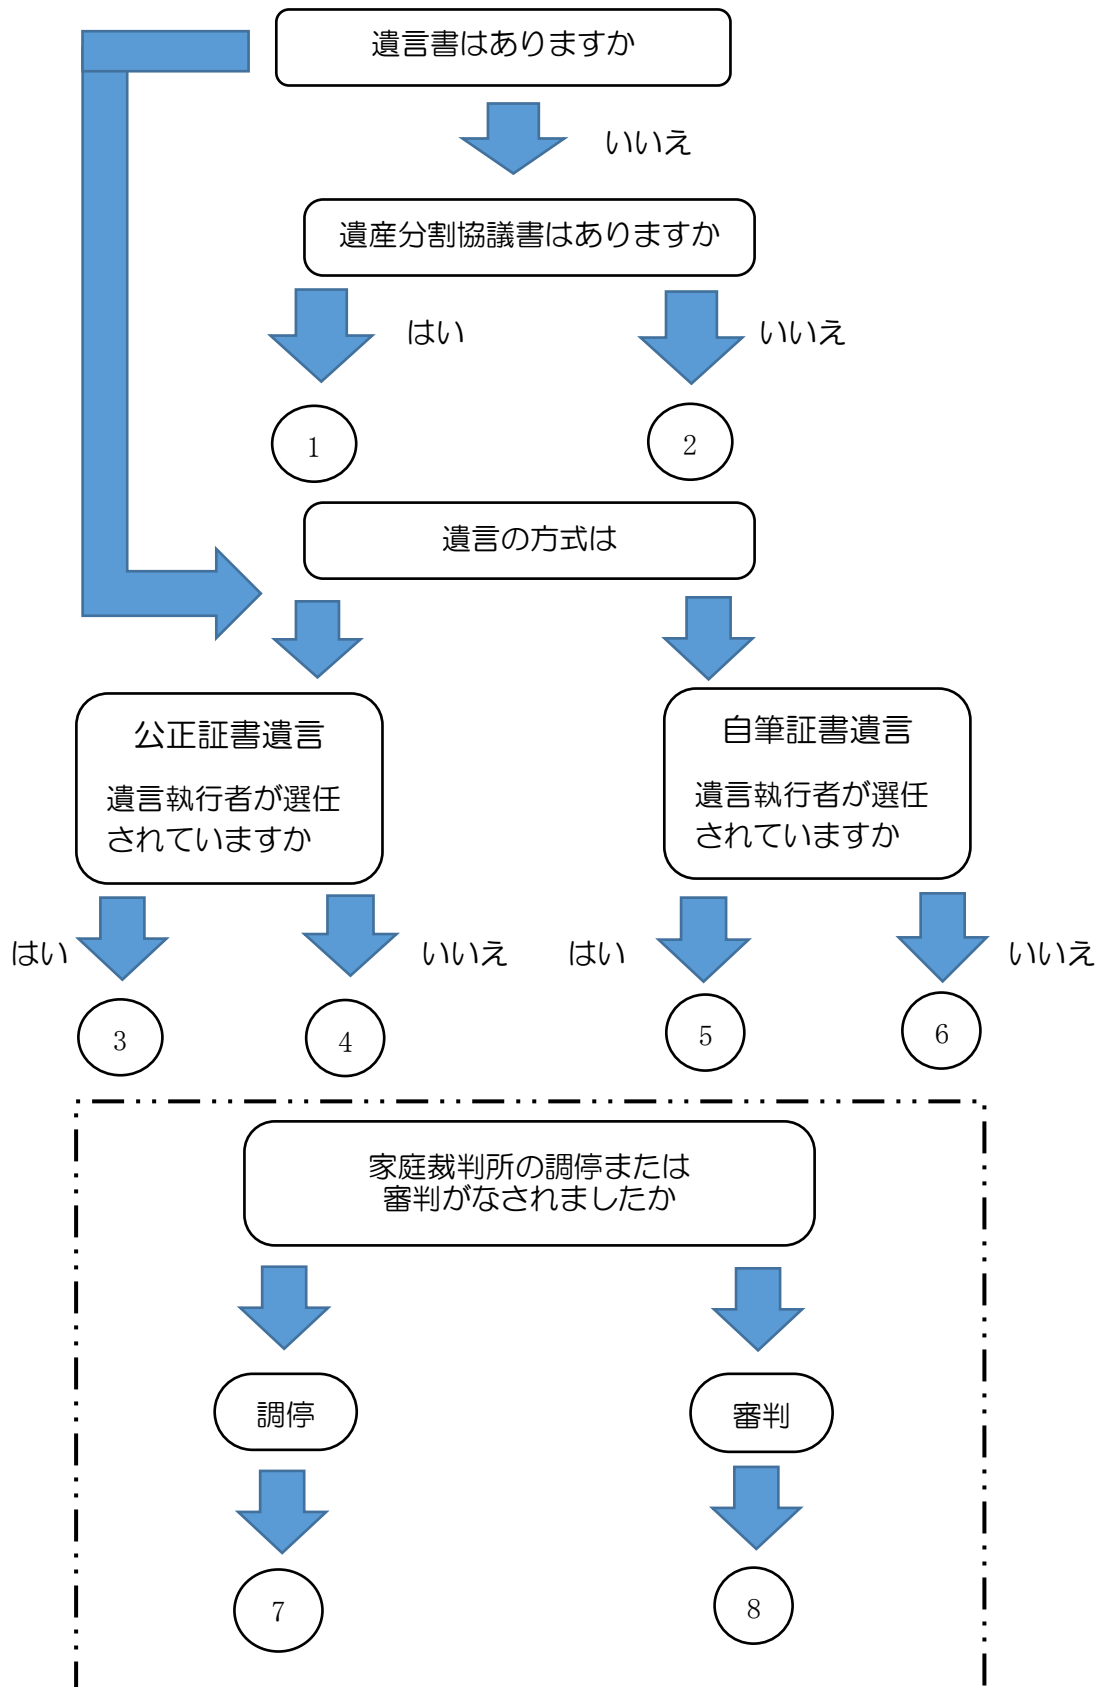 遺言書はありますか
いいえ
遺産分割協議書はありますか
はい
いいえ
1
2
遺言の方式は
公正証書遺言
遺言執行者が選任
されていますか
自筆証書遺言
遺言執行者が選任
されていますか
はい
いいえ
はい
いいえ
3
4
5
6
家庭裁判所の調停または
審判がなされましたか
調停
審判
7
8